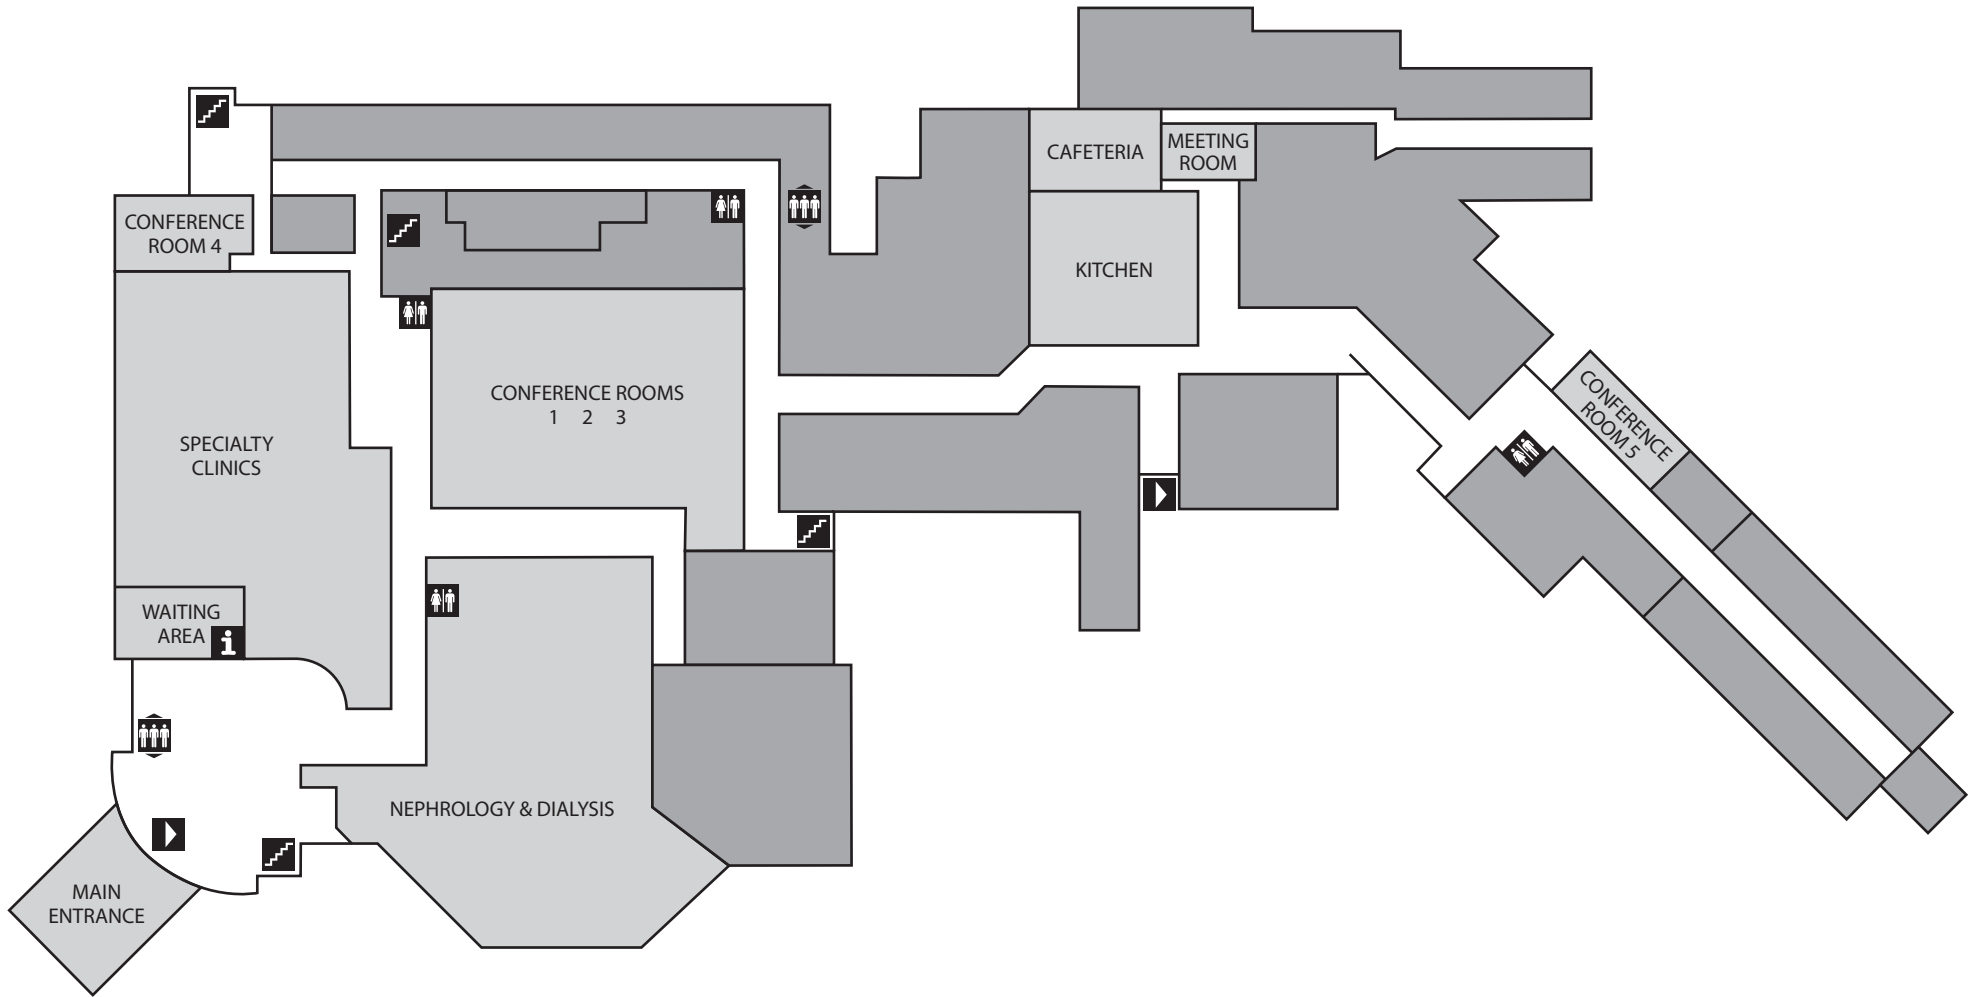 CAFETERIA
MEETING
ROOM
CONFERENCE
ROOM 4
KITCHEN
CONFERENCE ROOMS
1 2 3
CONFERENCE
ROOM 5
SPECIALTY
CLINICS
WAITING
AREA
i
NEPHROLOGY & DIALYSIS
MAIN
ENTRANCE